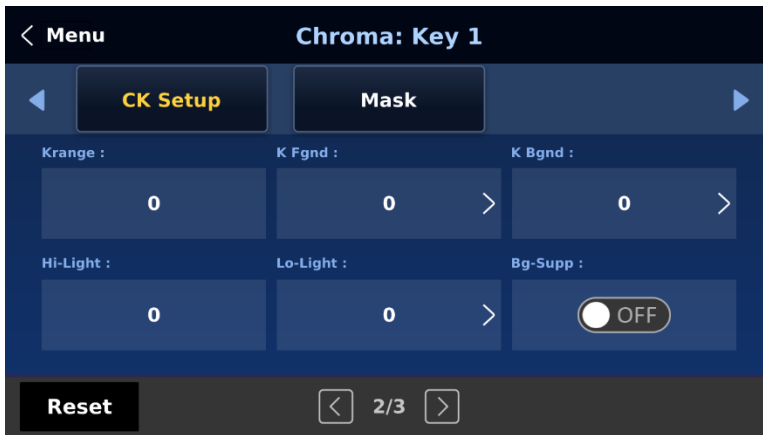 Menu
Chroma: Key 1
CK Setup
Mask
Krange :
K Fgnd :
K Bgnd :
0
0
0
Hi-Light :
Lo-Light :
Bg-Supp :
0
0
OFF
Reset
2/3